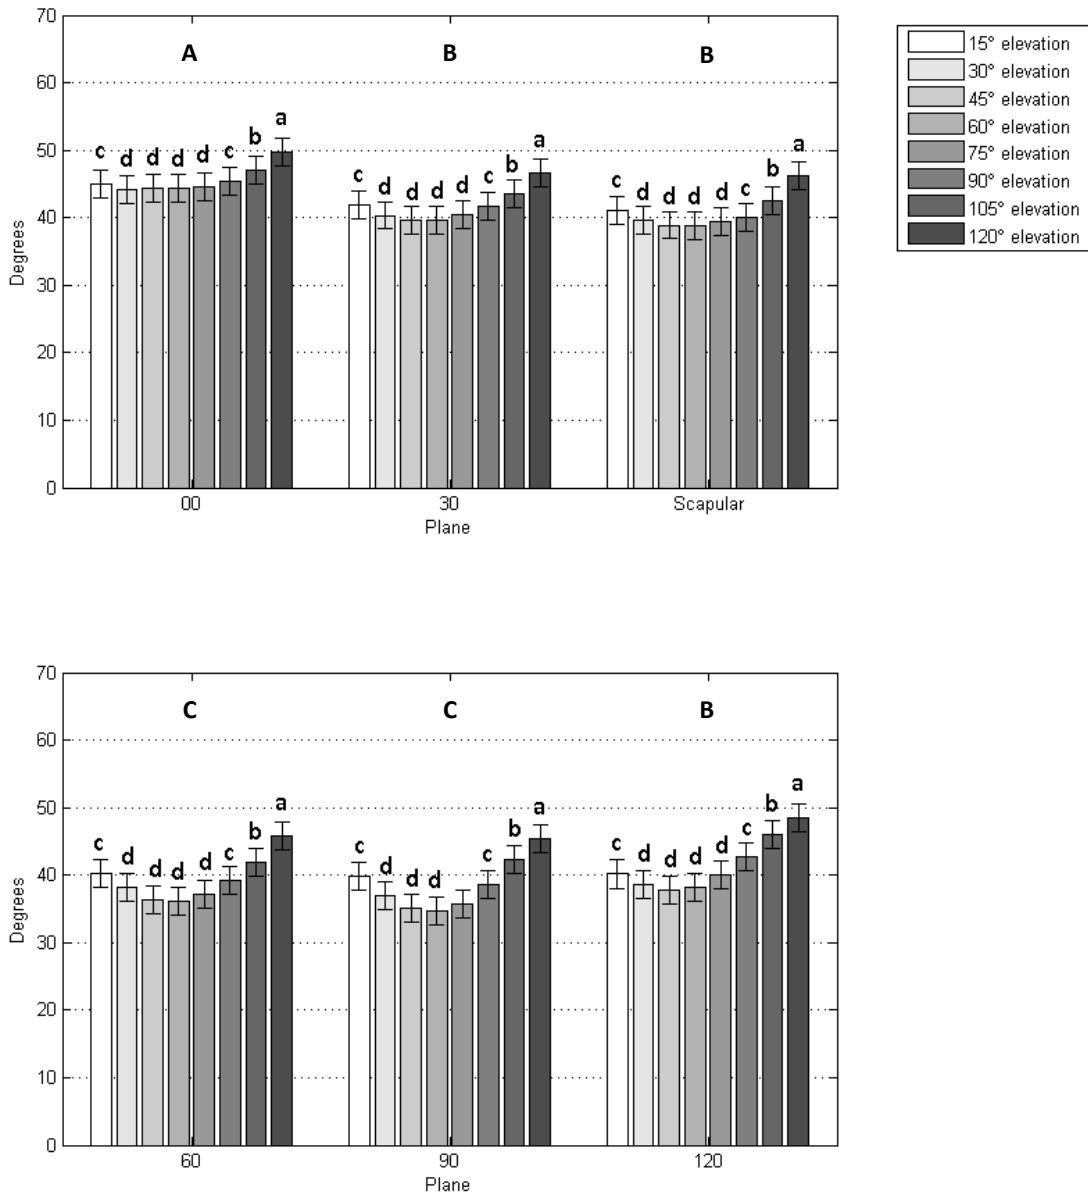 70
60
50
40
30
20
10
0
Degrees
A
B
B
c d d d d c b a
c d d d d c b a
c d d d d c b a
00
30
Scapular
Plane
15° elevation
30° elevation
45° elevation
60° elevation
75° elevation
90° elevation
105° elevation
120° elevation
70
60
50
40
30
20
10
0
Degrees
C
C
B
c d d d d c b a
c d d d c b a
c d d d d c b a
60
90
120
Plane